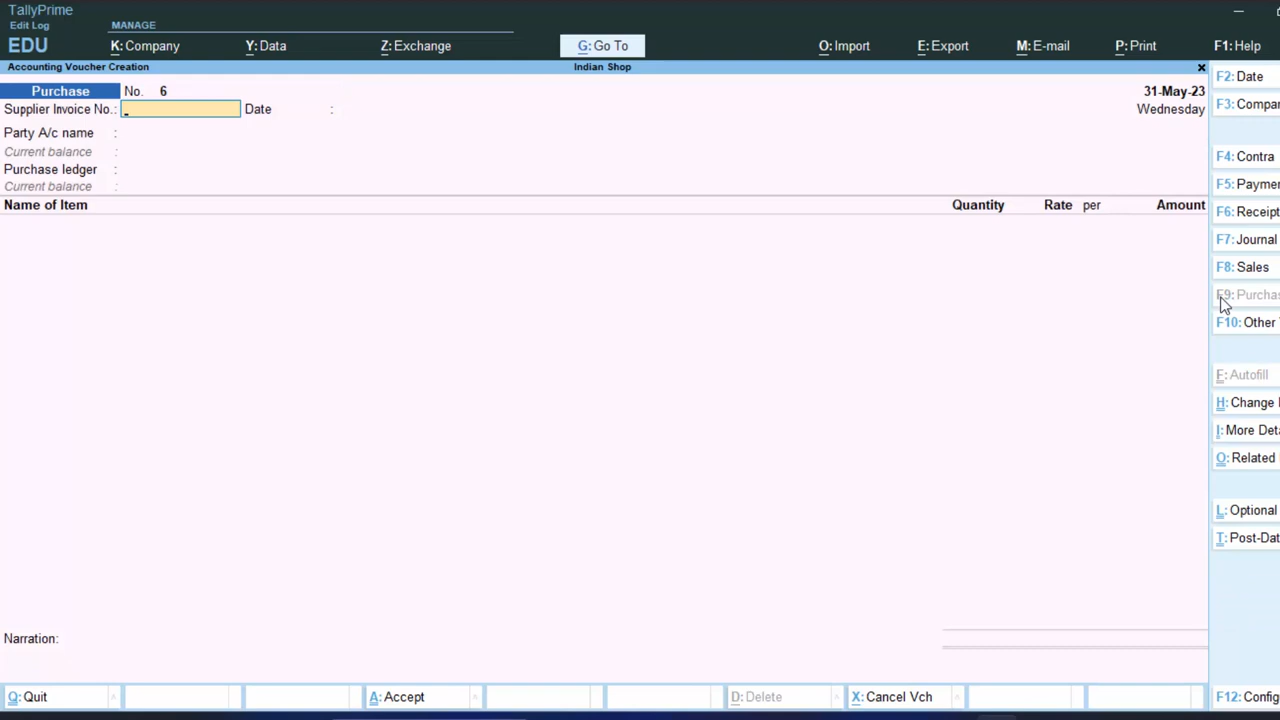 TallyPrime
Edit Log
MANAGE
EDU
K: Company
Y: Data
Z: Exchange
G: Go To
O: Import
E: Export
M: E-mail
P: Print
F1: Help
Accounting Voucher Creation
Indian Shop
Purchase No. 6
31-May-23
Supplier Invoice No.: Date :
Wednesday
Party A/c name :
Current balance :
Purchase ledger :
Current balance :
Name of Item Quantity Rate per Amount
F2: Date
F3: Compan
F4: Contra
F5: Paymen
F6: Receipt
F7: Journal
F8: Sales
F9: Purchas
F10: Other
F: Autofill
H: Change
I: More Deta
O: Related
L: Optional
T: Post-Dat
Narration:
Q: Quit
A: Accept
D: Delete
X: Cancel Vch
F12: Config